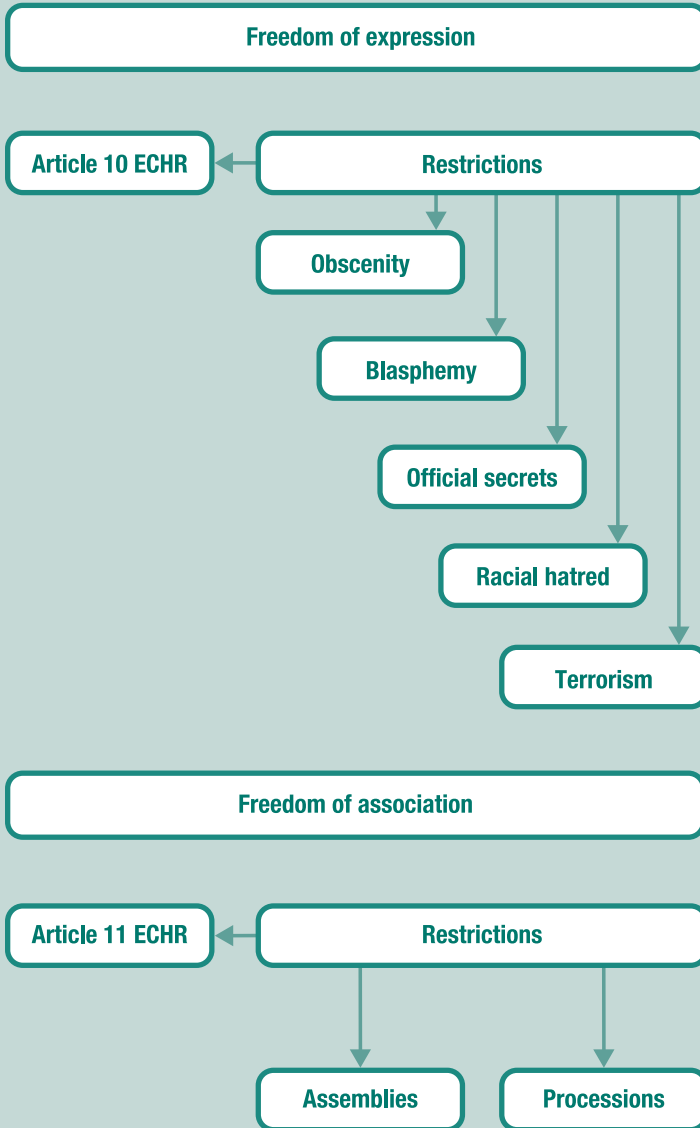 Freedom of expression
Article 10 ECHR
Restrictions
Obscenity
Blasphemy
Official secrets
Racial hatred
Terrorism
Freedom of association
Article 11 ECHR
Restrictions
Assemblies
Processions